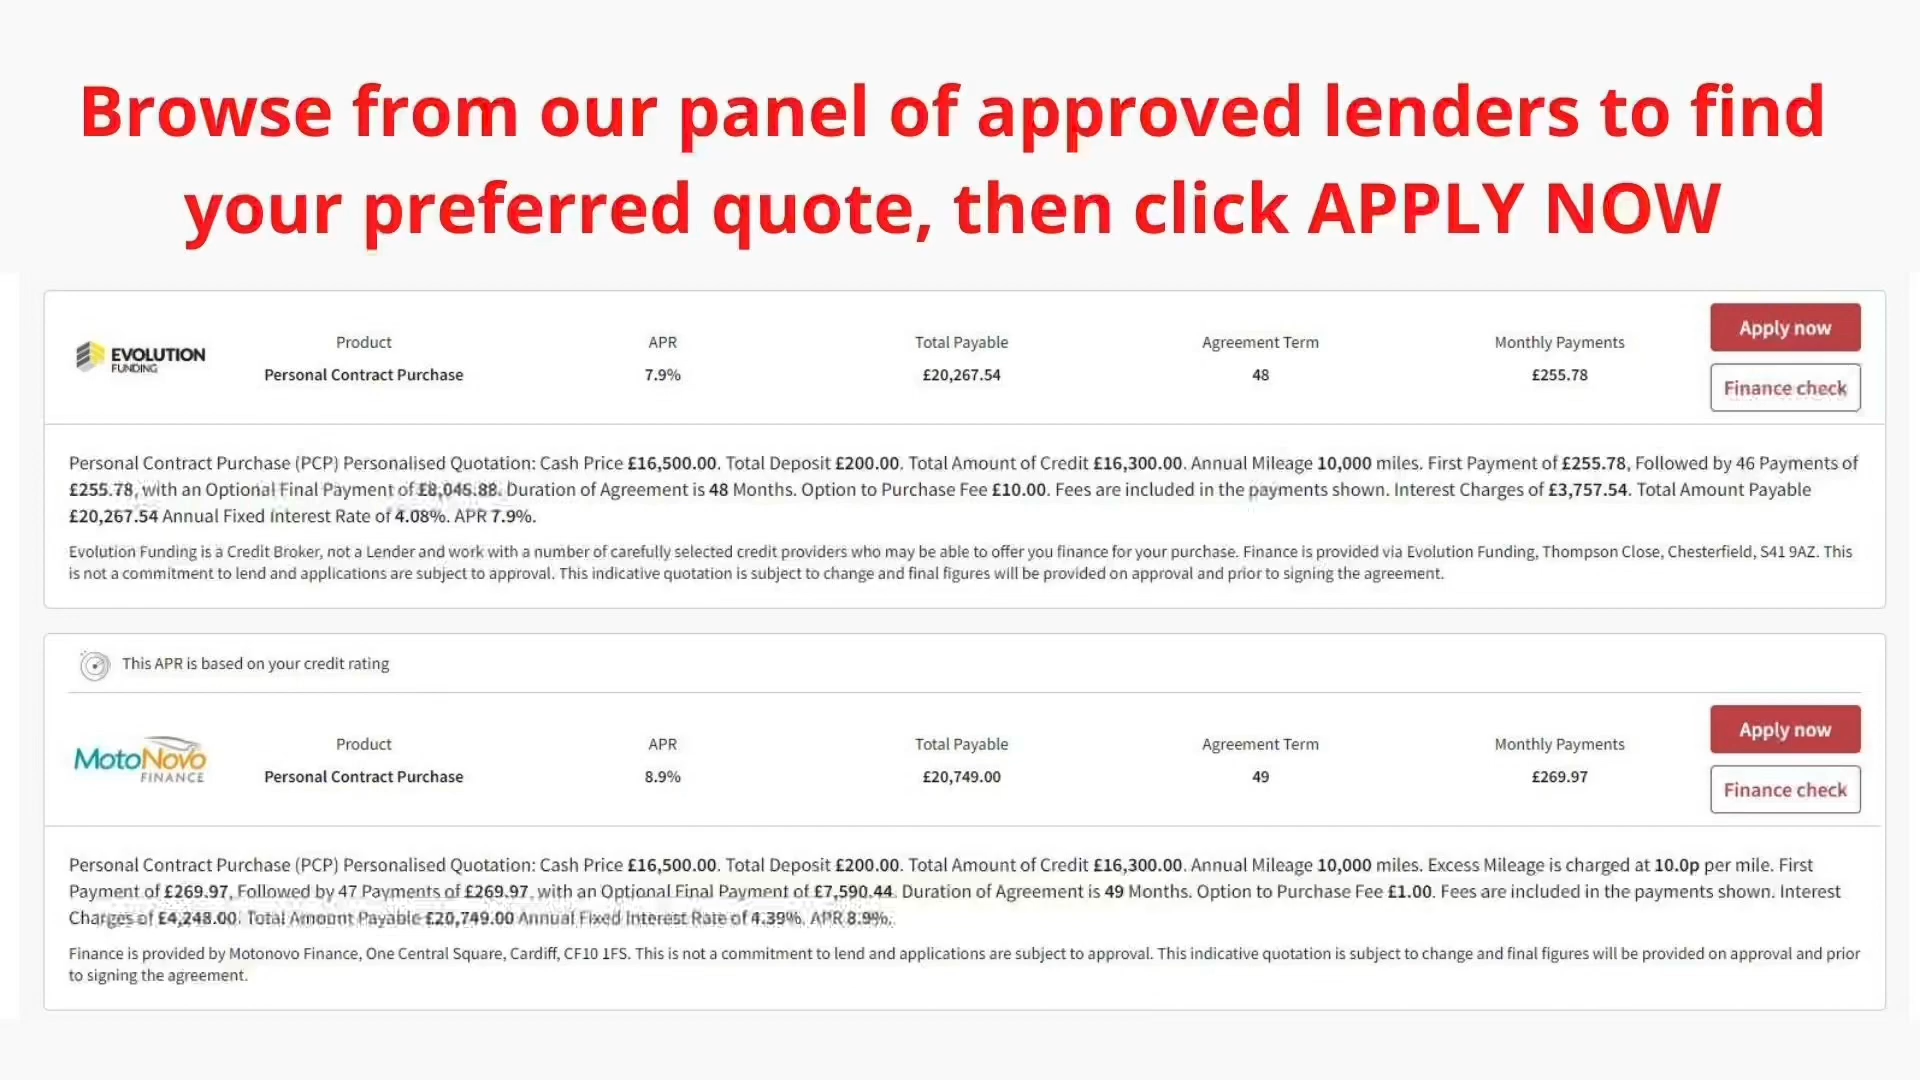 Browse from our panel of approved lenders to find
your preferred quote, then click APPLY NOW
EVOLUTION
FUNDING
Product
Personal Contract Purchase
APR
7.9%
Total Payable
£20,267.54
Agreement Term
48
Monthly Payments
£255.78
Apply now
Finance check
Personal Contract Purchase (PCP) Personalised Quotation: Cash Price £16,500.00. Total Deposit £200.00. Total Amount of Credit £16,300.00. Annual Mileage 10,000 miles. First Payment of £255.78, Followed by 46 Payments of
£255.78, with an Optional Final Payment of £8,045.88. Duration of Agreement is 48 Months. Option to Purchase Fee £10.00. Fees are included in the payments shown. Interest Charges of £3,757.54. Total Amount Payable
£20,267.54 Annual Fixed Interest Rate of 4.08%. APR 7.9%.
Evolution Funding is a Credit Broker, not a Lender and work with a number of carefully selected credit providers who may be able to offer you finance for your purchase. Finance is provided via Evolution Funding, Thompson Close, Chesterfield, S41 9AZ. This
is not a commitment to lend and applications are subject to approval. This indicative quotation is subject to change and final figures will be provided on approval and prior to signing the agreement.
This APR is based on your credit rating
MotoNovo
FINANCE
Product
Personal Contract Purchase
APR
8.9%
Total Payable
£20,749.00
Agreement Term
49
Monthly Payments
£269.97
Apply now
Finance check
Personal Contract Purchase (PCP) Personalised Quotation: Cash Price £16,500.00. Total Deposit £200.00. Total Amount of Credit £16,300.00. Annual Mileage 10,000 miles. Excess Mileage is charged at 10.0p per mile. First
Payment of £269.97, Followed by 47 Payments of £269.97, with an Optional Final Payment of £7,590.44. Duration of Agreement is 49 Months. Option to Purchase Fee £1.00. Fees are included in the payments shown. Interest
Charges of £4,248.00. Total Amount Payable £20,749.00 Annual Fixed Interest Rate of 4.39%. APR 8.9%.
Finance is provided by Motonovo Finance, One Central Square, Cardiff, CF10 1FS. This is not a commitment to lend and applications are subject to approval. This indicative quotation is subject to change and final figures will be provided on approval and prior
to signing the agreement.